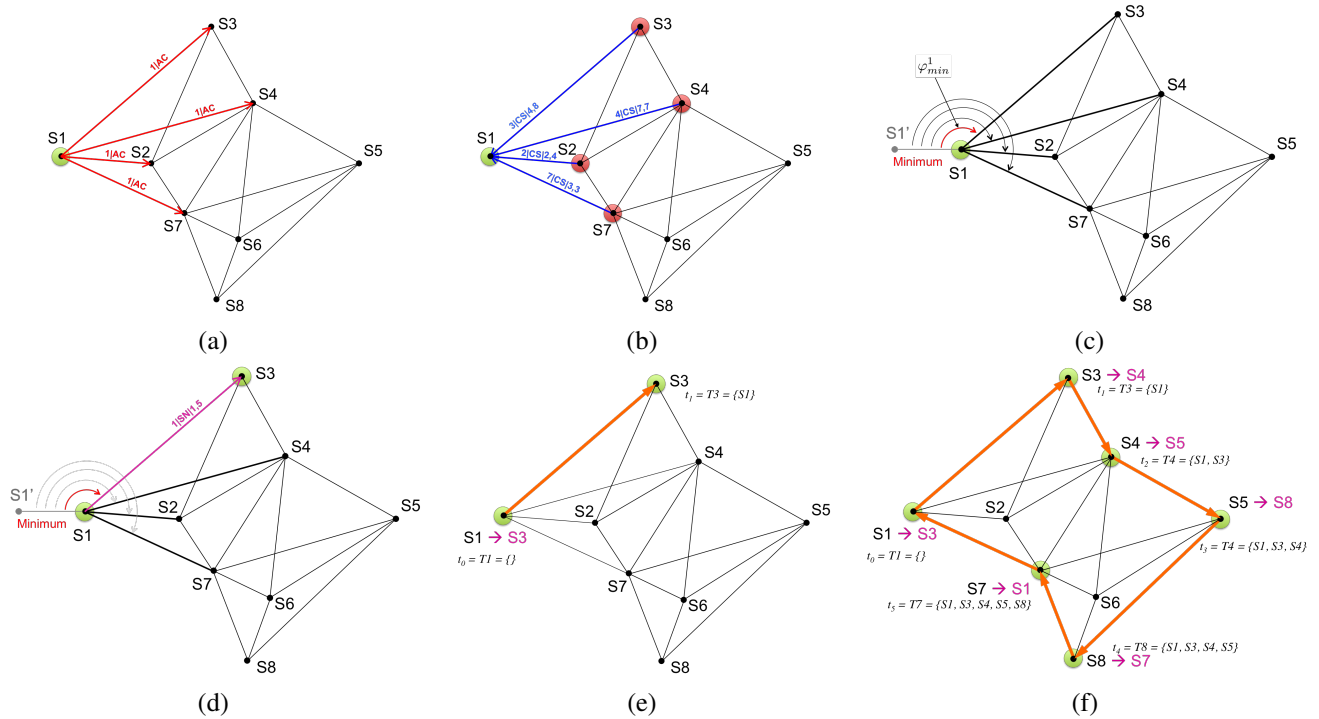 S3
1|AC
S4
1|AC
S1
S2
1|AC
S5
1|AC
S7
S6
S8
(a)
S3
3|CS|4,8
S4
4|CS|7,7
S1
S2
2|CS|2,4
S5
7|CS|3,3
S7
S6
S8
(b)
S3
φ¹min
S4
S1'
Minimum
S1
S2
S5
S7
S6
S8
(c)
S3
1|SN|1,5
S4
S1'
Minimum
S1
S2
S5
S7
S6
S8
(d)
S3
t₁ = T3 = {S1}
S4
S1 → S3
t₀ = T1 = {}
S2
S5
S7
S6
S8
(e)
S3 → S4
t₁ = T3 = {S1}
S4 → S5
t₂ = T4 = {S1, S3}
S5 → S8
t₃ = T4 = {S1, S3, S4}
S2
S1 → S3
t₀ = T1 = {}
S7 → S1
t₅ = T7 = {S1, S3, S4, S5, S8}
S6
t₄ = T8 = {S1, S3, S4, S5}
S8 → S7
(f)